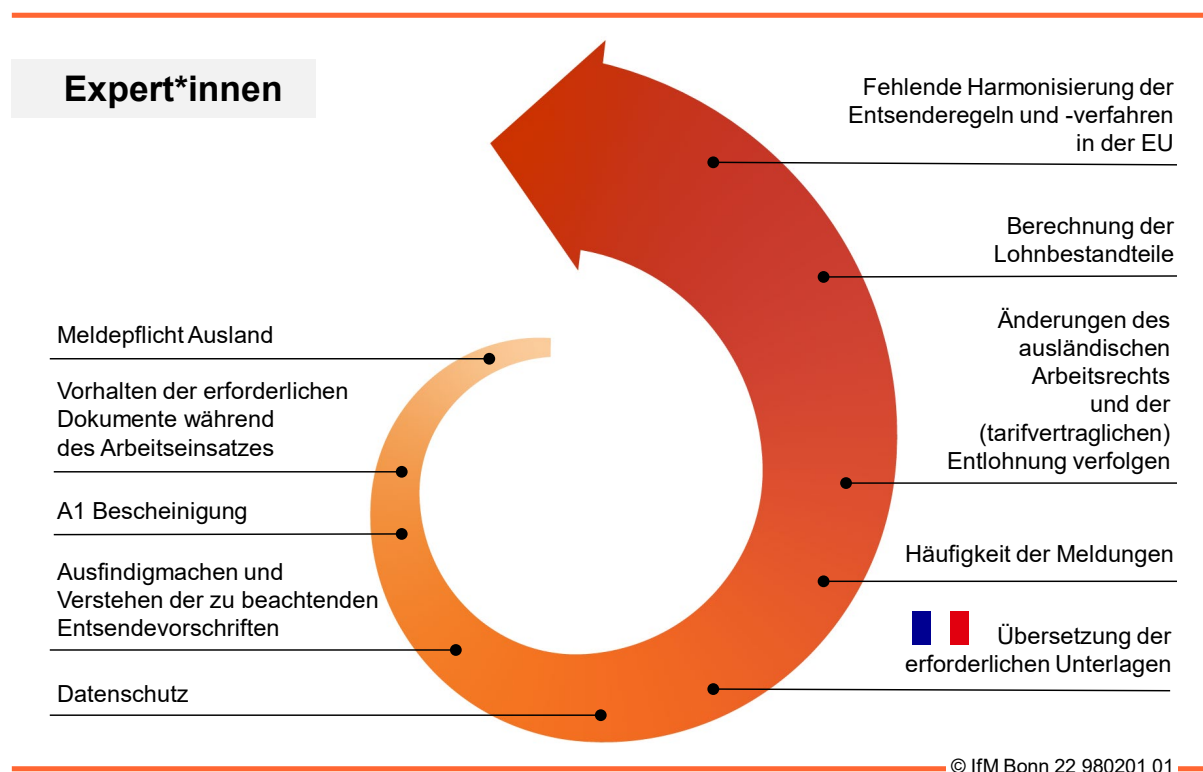 Expert*innen
Fehlende Harmonisierung der
Entsenderegeln und -verfahren
in der EU
Berechnung der
Lohnbestandteile
Änderungen des
ausländischen
Arbeitsrechts
und der
(tarifvertraglichen)
Entlohnung verfolgen
Häufigkeit der Meldungen
Übersetzung der
erforderlichen Unterlagen
Meldepflicht Ausland
Vorhalten der erforderlichen
Dokumente während
des Arbeitseinsatzes
A1 Bescheinigung
Ausfindigmachen und
Verstehen der zu beachtenden
Entsendevorschriften
Datenschutz
© IfM Bonn 22 980201 01